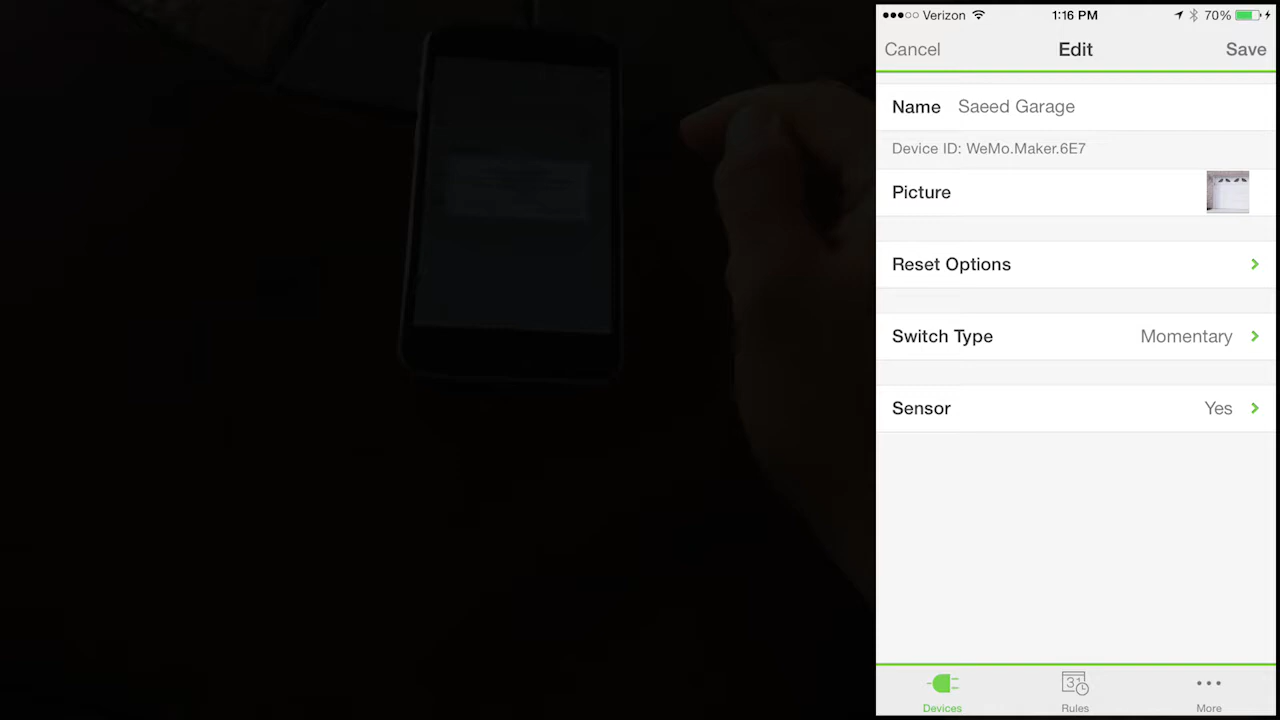 Verizon 1:16 PM 70%
Cancel Edit Save
Name Saeed Garage
Device ID: WeMo.Maker.6E7
Picture
Reset Options
Switch Type Momentary
Sensor Yes
31
Devices Rules More